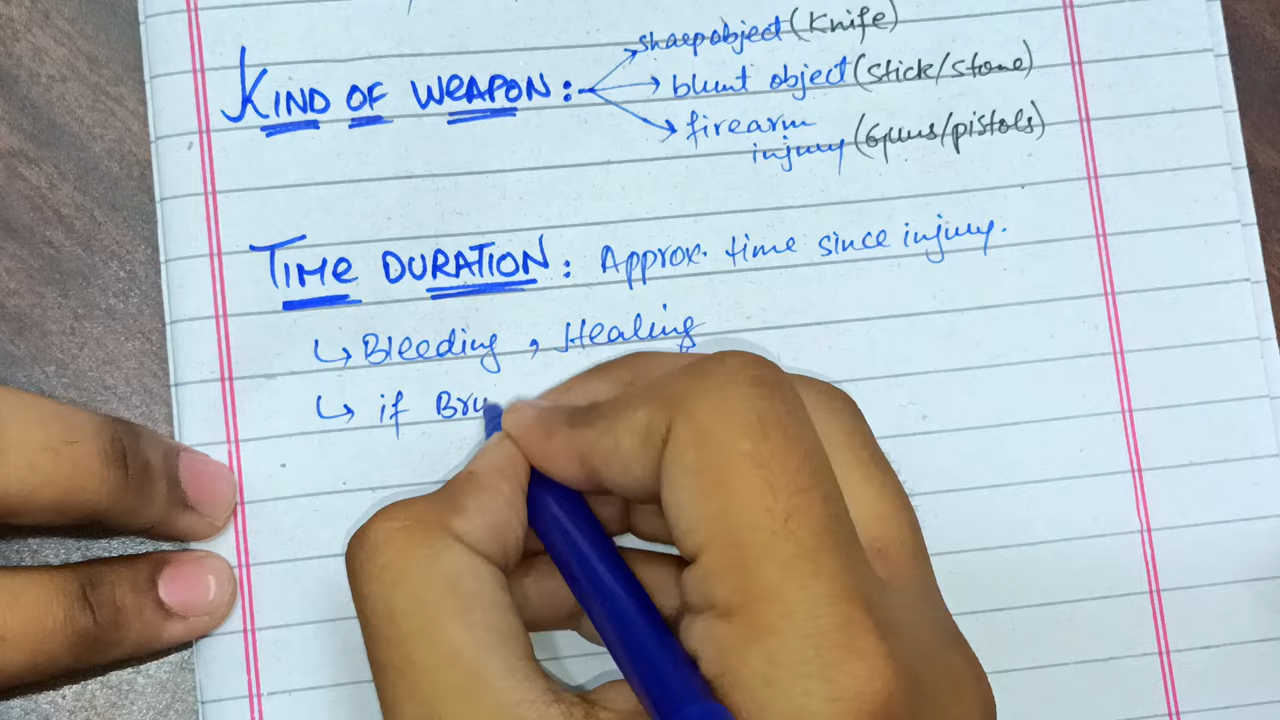 sharp object (Knife)
KIND OF WEAPON :- blunt object (stick/stone)
firearm
injury (Guns/pistols)
TIME DURATION : Approx. time since injury.
↳ Bleeding , Healing
↳ if Bru